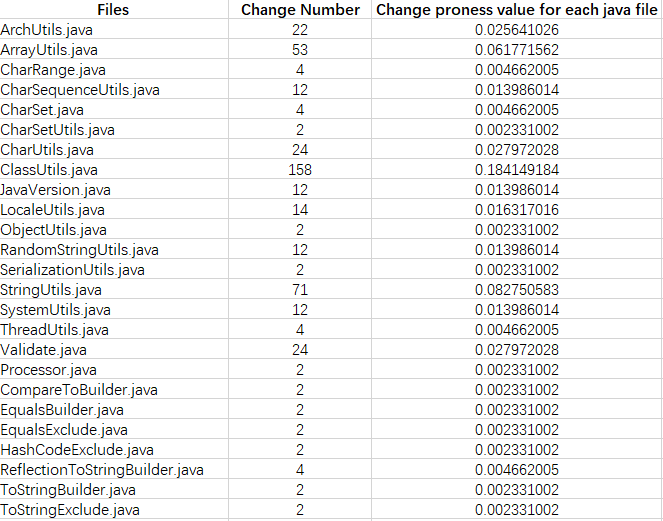 Files Change Number Change proness value for each java file
ArchUtils.java 22 0.025641026
ArrayUtils.java 53 0.061771562
CharRange.java 4 0.004662005
CharSequenceUtils.java 12 0.013986014
CharSet.java 4 0.004662005
CharSetUtils.java 2 0.002331002
CharUtils.java 24 0.027972028
ClassUtils.java 158 0.184149184
JavaVersion.java 12 0.013986014
LocaleUtils.java 14 0.016317016
ObjectUtils.java 2 0.002331002
RandomStringUtils.java 12 0.013986014
SerializationUtils.java 2 0.002331002
StringUtils.java 71 0.082750583
SystemUtils.java 12 0.013986014
ThreadUtils.java 4 0.004662005
Validate.java 24 0.027972028
Processor.java 2 0.002331002
CompareToBuilder.java 2 0.002331002
EqualsBuilder.java 2 0.002331002
EqualsExclude.java 2 0.002331002
HashCodeExclude.java 2 0.002331002
ReflectionToStringBuilder.java 4 0.004662005
ToStringBuilder.java 2 0.002331002
ToStringExclude.java 2 0.002331002